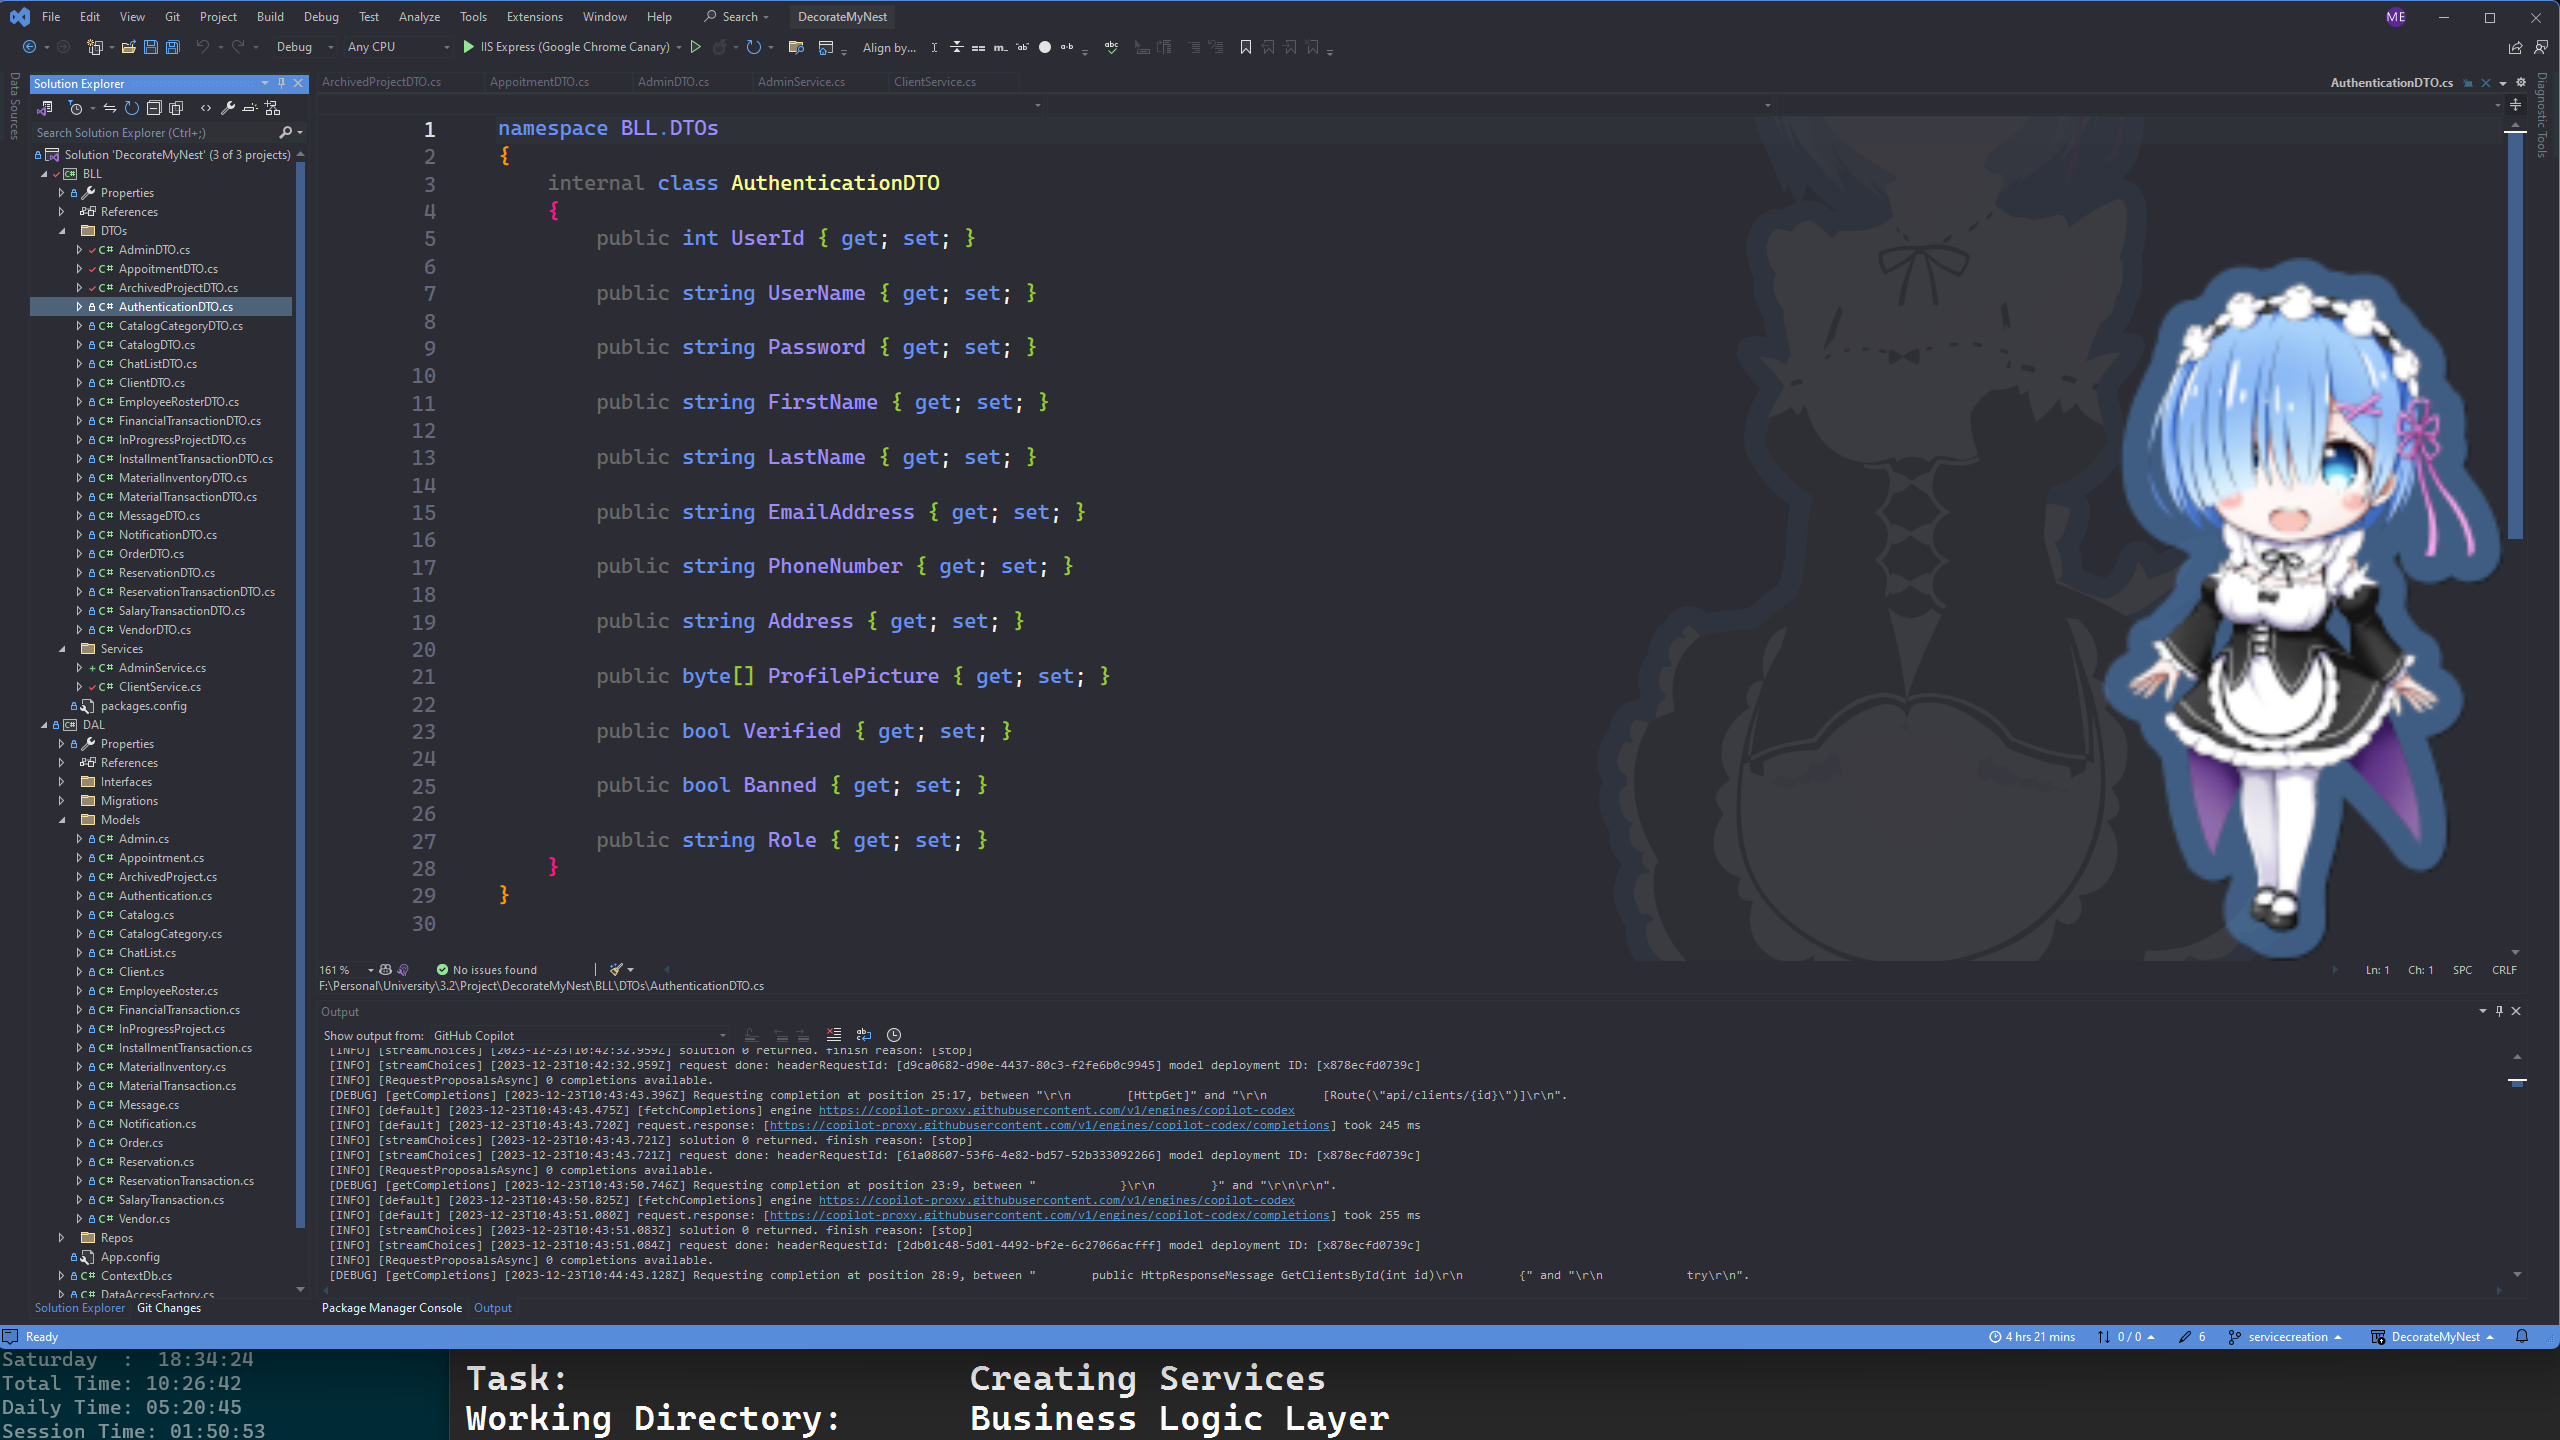 File Edit View Git Project Build Debug Test Analyze Tools Extensions Window Help Search DecorateMyNest ME
Debug Any CPU IIS Express (Google Chrome Canary) Align by...
Data Sources
Solution Explorer
Search Solution Explorer (Ctrl+;)
Solution 'DecorateMyNest' (3 of 3 projects)
BLL
Properties
References
DTOs
AdminDTO.cs
AppoitmentDTO.cs
ArchivedProjectDTO.cs
AuthenticationDTO.cs
CatalogCategoryDTO.cs
CatalogDTO.cs
ChatListDTO.cs
ClientDTO.cs
EmployeeRosterDTO.cs
FinancialTransactionDTO.cs
InProgressProjectDTO.cs
InstallmentTransactionDTO.cs
MaterialInventoryDTO.cs
MaterialTransactionDTO.cs
MessageDTO.cs
NotificationDTO.cs
OrderDTO.cs
ReservationDTO.cs
ReservationTransactionDTO.cs
SalaryTransactionDTO.cs
VendorDTO.cs
Services
AdminService.cs
ClientService.cs
packages.config
DAL
Properties
References
Interfaces
Migrations
Models
Admin.cs
Appointment.cs
ArchivedProject.cs
Authentication.cs
Catalog.cs
CatalogCategory.cs
ChatList.cs
Client.cs
EmployeeRoster.cs
FinancialTransaction.cs
InProgressProject.cs
InstallmentTransaction.cs
MaterialInventory.cs
MaterialTransaction.cs
Message.cs
Notification.cs
Order.cs
Reservation.cs
ReservationTransaction.cs
SalaryTransaction.cs
Vendor.cs
Repos
App.config
ContextDb.cs
DataAccessFactory.cs
Solution Explorer Git Changes
ArchivedProjectDTO.cs AppoitmentDTO.cs AdminDTO.cs AdminService.cs ClientService.cs AuthenticationDTO.cs
Diagnostic Tools
1 namespace BLL.DTOs
2 {
3 internal class AuthenticationDTO
4 {
5 public int UserId { get; set; }
6
7 public string UserName { get; set; }
8
9 public string Password { get; set; }
10
11 public string FirstName { get; set; }
12
13 public string LastName { get; set; }
14
15 public string EmailAddress { get; set; }
16
17 public string PhoneNumber { get; set; }
18
19 public string Address { get; set; }
20
21 public byte[] ProfilePicture { get; set; }
22
23 public bool Verified { get; set; }
24
25 public bool Banned { get; set; }
26
27 public string Role { get; set; }
28 }
29 }
30
161 % No issues found Ln: 1 Ch: 1 SPC CRLF
F:\Personal\University\3.2\Project\DecorateMyNest\BLL\DTOs\AuthenticationDTO.cs
Output
Show output from: GitHub Copilot
[INFO] [streamChoices] [2023-12-23T10:42:32.959Z] solution 0 returned. finish reason: [stop]
[INFO] [streamChoices] [2023-12-23T10:42:32.959Z] request done: headerRequestId: [d9ca0682-d90e-4437-80c3-f2fe6b0c9945] model deployment ID: [x878ecfd0739c]
[INFO] [RequestProposalsAsync] 0 completions available.
[DEBUG] [getCompletions] [2023-12-23T10:43:43.396Z] Requesting completion at position 25:17, between "\r\n        [HttpGet]" and "\r\n        [Route(\"api/clients/{id}\")]\r\n".
[INFO] [default] [2023-12-23T10:43:43.475Z] [fetchCompletions] engine https://copilot-proxy.githubusercontent.com/v1/engines/copilot-codex
[INFO] [default] [2023-12-23T10:43:43.720Z] request.response: [https://copilot-proxy.githubusercontent.com/v1/engines/copilot-codex/completions] took 245 ms
[INFO] [streamChoices] [2023-12-23T10:43:43.721Z] solution 0 returned. finish reason: [stop]
[INFO] [streamChoices] [2023-12-23T10:43:43.721Z] request done: headerRequestId: [61a08607-53f6-4e82-bd57-52b333092266] model deployment ID: [x878ecfd0739c]
[INFO] [RequestProposalsAsync] 0 completions available.
[DEBUG] [getCompletions] [2023-12-23T10:43:50.746Z] Requesting completion at position 23:9, between "            }\r\n        }" and "\r\n\r\n".
[INFO] [default] [2023-12-23T10:43:50.825Z] [fetchCompletions] engine https://copilot-proxy.githubusercontent.com/v1/engines/copilot-codex
[INFO] [default] [2023-12-23T10:43:51.080Z] request.response: [https://copilot-proxy.githubusercontent.com/v1/engines/copilot-codex/completions] took 255 ms
[INFO] [streamChoices] [2023-12-23T10:43:51.083Z] solution 0 returned. finish reason: [stop]
[INFO] [streamChoices] [2023-12-23T10:43:51.084Z] request done: headerRequestId: [2db01c48-5d01-4492-bf2e-6c27066acfff] model deployment ID: [x878ecfd0739c]
[INFO] [RequestProposalsAsync] 0 completions available.
[DEBUG] [getCompletions] [2023-12-23T10:44:43.128Z] Requesting completion at position 28:9, between "        public HttpResponseMessage GetClientsById(int id)\r\n        {" and "\r\n            try\r\n".
Package Manager Console Output
Ready 4 hrs 21 mins 0 / 0 6 servicecreation DecorateMyNest
Saturday : 18:34:24
Total Time: 10:26:42
Daily Time: 05:20:45
Session Time: 01:50:53
Task: Creating Services
Working Directory: Business Logic Layer